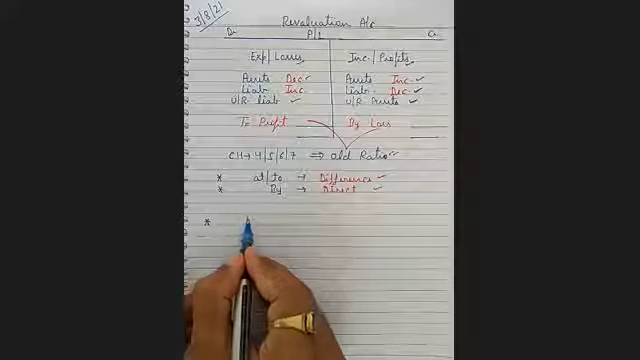 3/8/21
Revaluation A/c
Dr P/L Cr
Exp/Losses Inc./Profits
Assets Dec Assets Inc.
Liab. Inc Liab. Dec.
U/R liab U/R Assets
To Profit By Loss
CH → 4/5/6/7 ⇒ Old Ratio
* at/to → Difference
* By → Direct
*